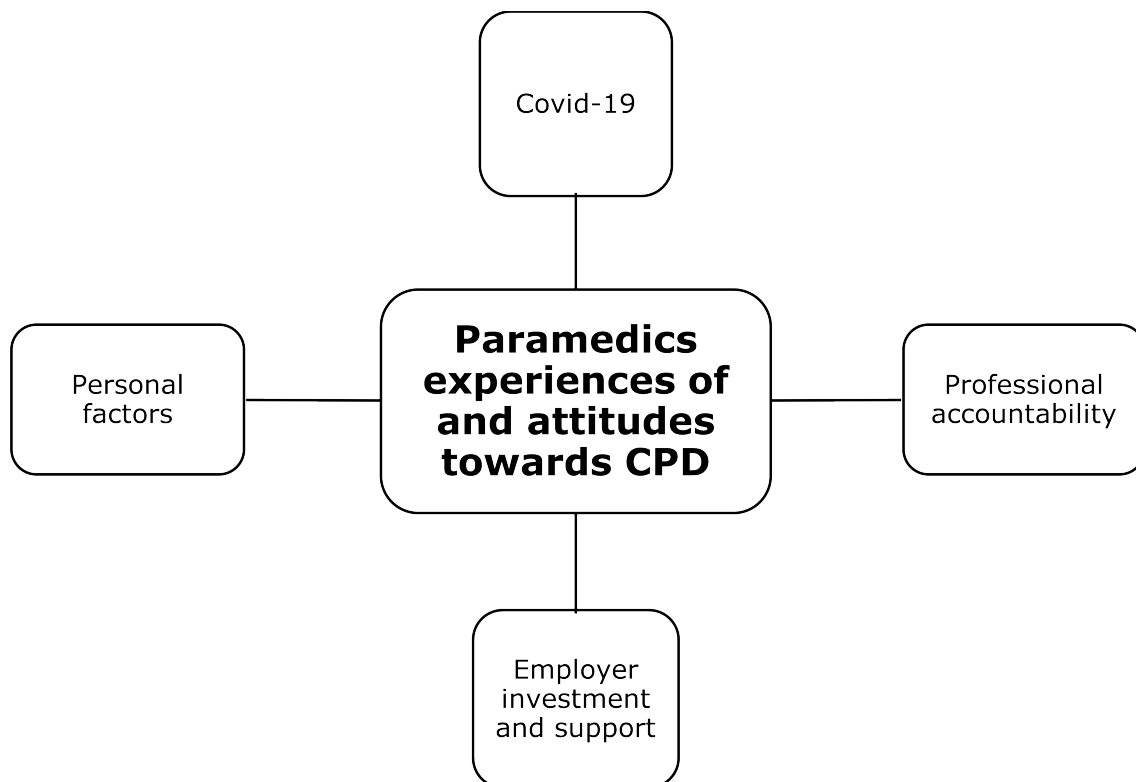 Covid-19
Personal
factors
Paramedics
experiences of
and attitudes
towards CPD
Professional
accountability
Employer
investment
and support